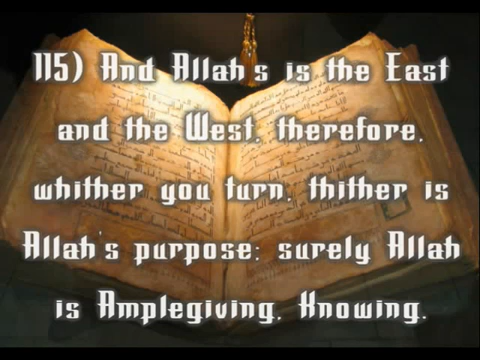 115) And Allah's is the East
and the West, therefore,
whither you turn, thither is
Allah's purpose; surely Allah
is Amplegiving, Knowing.